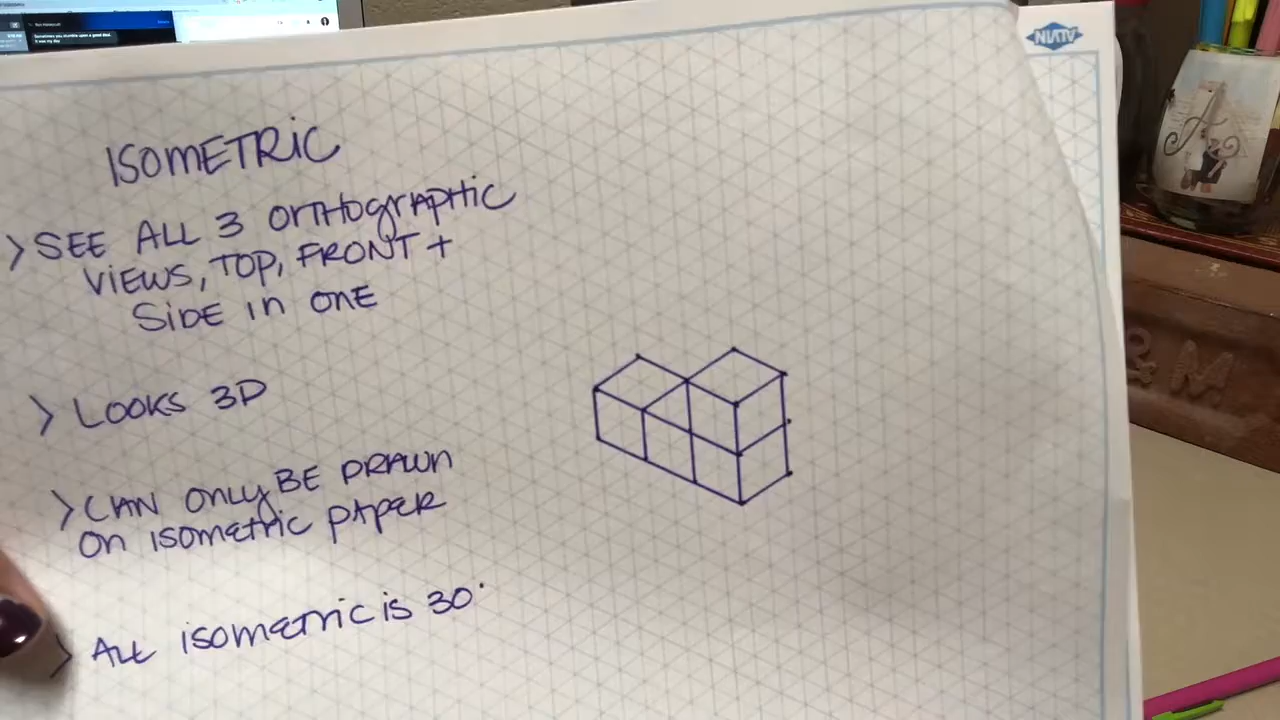 ISOMETRIC
> SEE ALL 3 ORTHOgrAPHIC
VIEWS, TOP, FRONT +
SIDE IN ONE
> LOOKS 3D
> CAN ONLY BE DRAWN
ON ISOMETRIC PAPER
> ALL ISOMETRIC IS 30°
ALVIN
& M